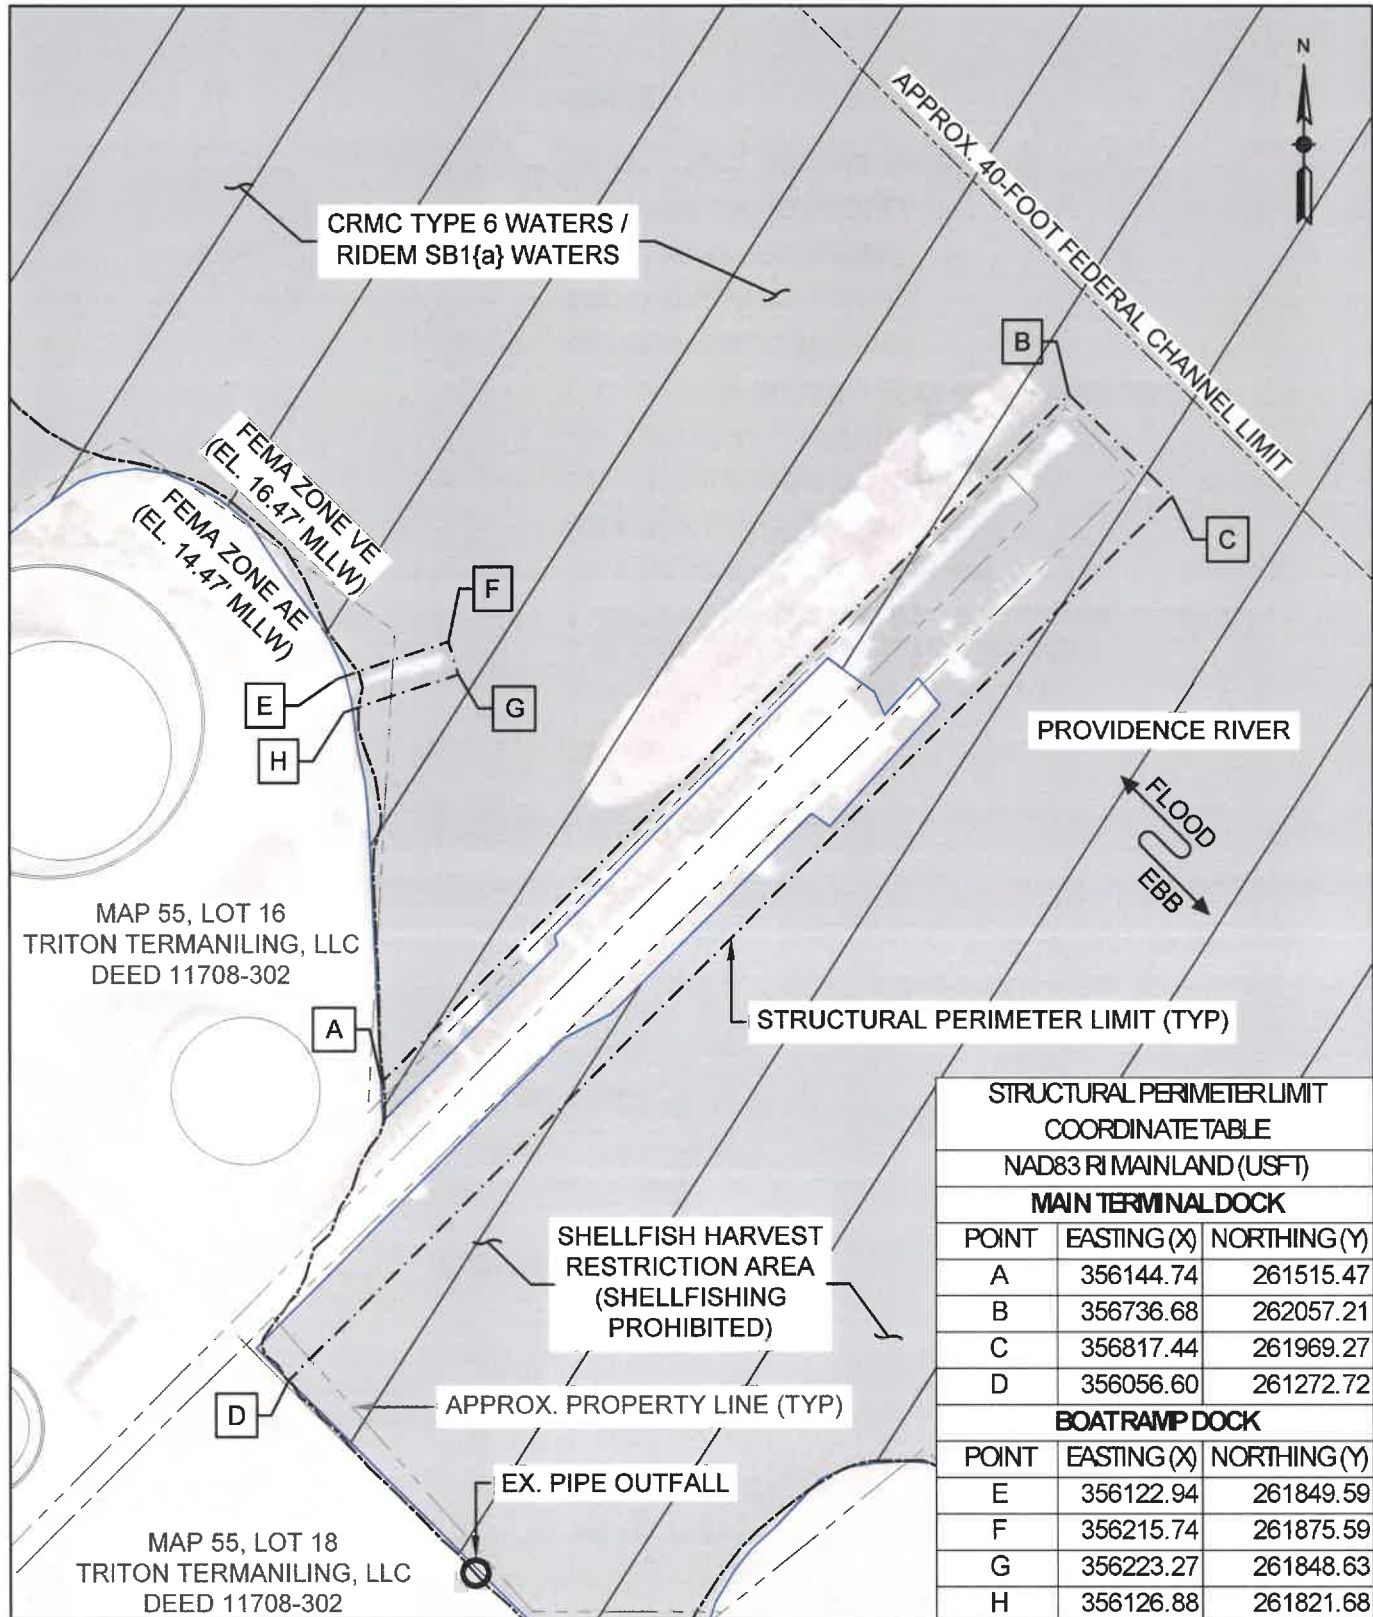 N
APPROX. 40-FOOT FEDERAL CHANNEL LIMIT
CRMC TYPE 6 WATERS /
RIDEM SB1{a} WATERS
B
C
FEMA ZONE VE
(EL. 16.47' MLLW)
FEMA ZONE AE
(EL. 14.47' MLLW)
F
E
G
H
PROVIDENCE RIVER
FLOOD
EBB
MAP 55, LOT 16
TRITON TERMANILING, LLC
DEED 11708-302
A
STRUCTURAL PERIMETER LIMIT (TYP)
SHELLFISH HARVEST
RESTRICTION AREA
(SHELLFISHING
PROHIBITED)
D
APPROX. PROPERTY LINE (TYP)
EX. PIPE OUTFALL
MAP 55, LOT 18
TRITON TERMANILING, LLC
DEED 11708-302
STRUCTURAL PERIMETER LIMIT
COORDINATE TABLE
NAD83 RI MAINLAND (USFT)
MAIN TERMINAL DOCK
POINT EASTING (X) NORTHING (Y)
A 356144.74 261515.47
B 356736.68 262057.21
C 356817.44 261969.27
D 356056.60 261272.72
BOATRAMP DOCK
POINT EASTING (X) NORTHING (Y)
E 356122.94 261849.59
F 356215.74 261875.59
G 356223.27 261848.63
H 356126.88 261821.68